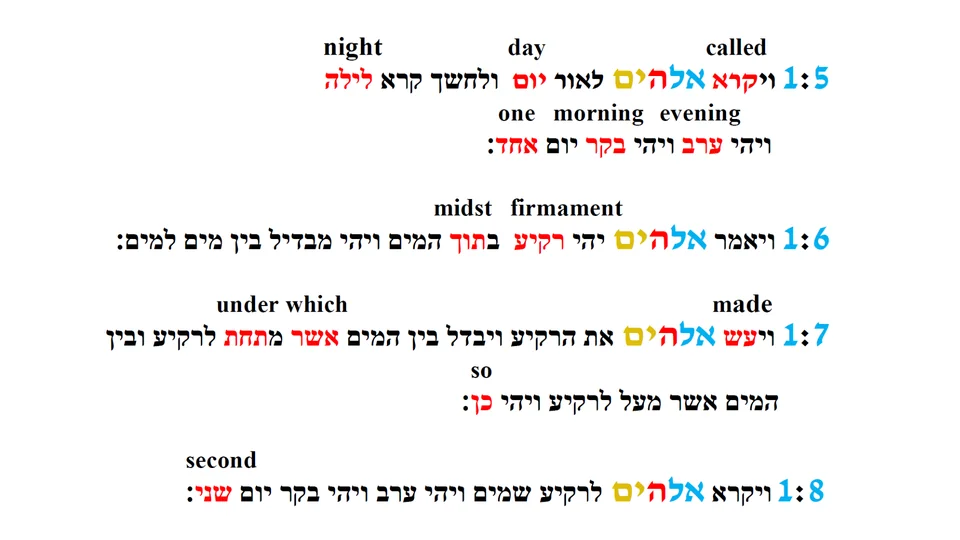 night day called
1:5 ויקרא אלהים לאור יום ולחשך קרא לילה
one morning evening
ויהי ערב ויהי בקר יום אחד:
midst firmament
1:6 ויאמר אלהים יהי רקיע בתוך המים ויהי מבדיל בין מים למים:
under which made
1:7 ויעש אלהים את הרקיע ויבדל בין המים אשר מתחת לרקיע ובין
so
המים אשר מעל לרקיע ויהי כן:
second
1:8 ויקרא אלהים לרקיע שמים ויהי ערב ויהי בקר יום שני: